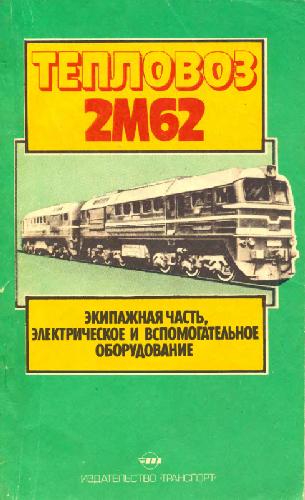 ТЕПЛОВОЗ
2М62
ЭКИПАЖНАЯ ЧАСТЬ,
ЭЛЕКТРИЧЕСКОЕ И ВСПОМОГАТЕЛЬНОЕ
ОБОРУДОВАНИЕ
ИЗДАТЕЛЬСТВО «ТРАНСПОРТ»